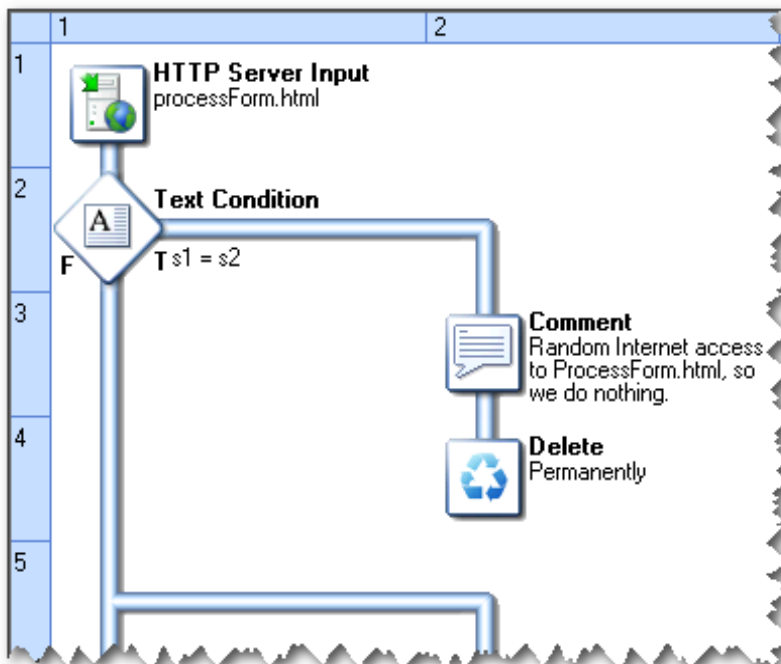 1 2
1
HTTP Server Input
processForm.html
2
Text Condition
A
F T s1 = s2
3
Comment
Random Internet access
to ProcessForm.html, so
we do nothing.
4
Delete
Permanently
5